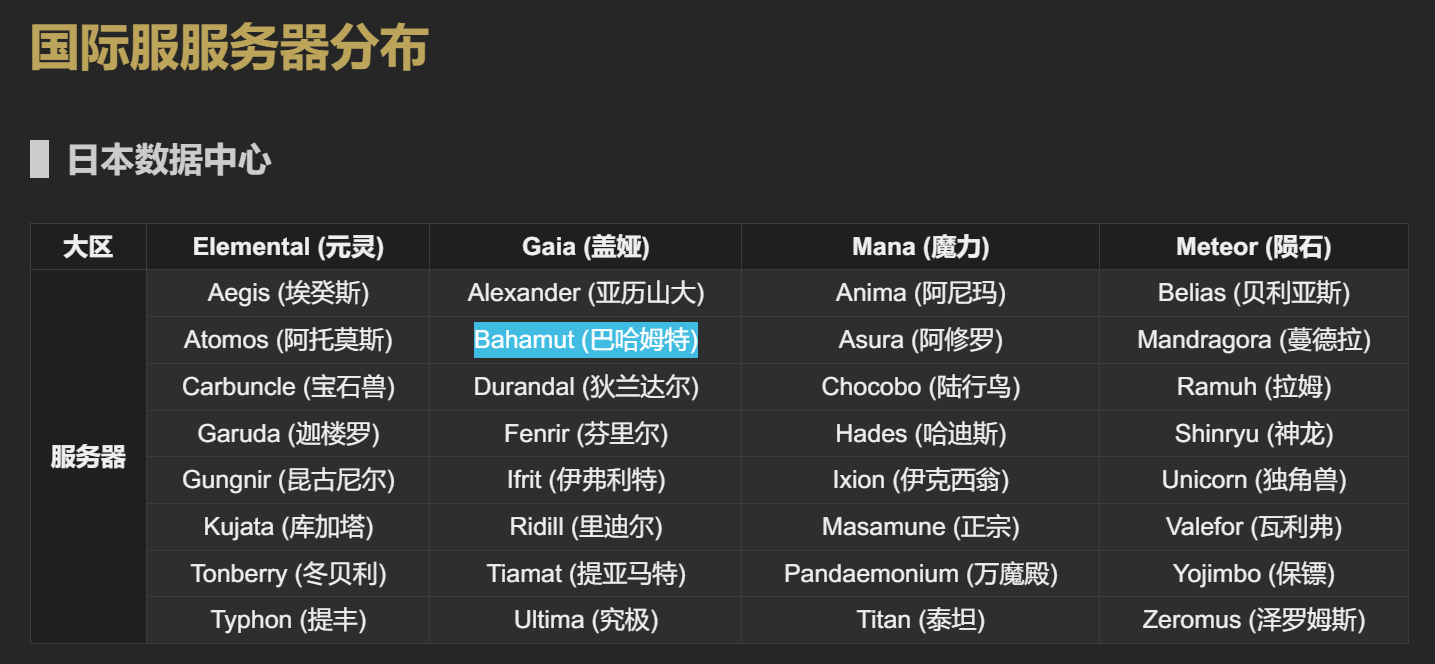 国际服服务器分布
日本数据中心
大区 Elemental (元灵) Gaia (盖娅) Mana (魔力) Meteor (陨石)
Aegis (埃癸斯) Alexander (亚历山大) Anima (阿尼玛) Belias (贝利亚斯)
Atomos (阿托莫斯) Bahamut (巴哈姆特) Asura (阿修罗) Mandragora (蔓德拉)
Carbuncle (宝石兽) Durandal (狄兰达尔) Chocobo (陆行鸟) Ramuh (拉姆)
Garuda (迦楼罗) Fenrir (芬里尔) Hades (哈迪斯) Shinryu (神龙)
服务器 Gungnir (昆古尼尔) Ifrit (伊弗利特) Ixion (伊克西翁) Unicorn (独角兽)
Kujata (库加塔) Ridill (里迪尔) Masamune (正宗) Valefor (瓦利弗)
Tonberry (冬贝利) Tiamat (提亚马特) Pandaemonium (万魔殿) Yojimbo (保镖)
Typhon (提丰) Ultima (究极) Titan (泰坦) Zeromus (泽罗姆斯)